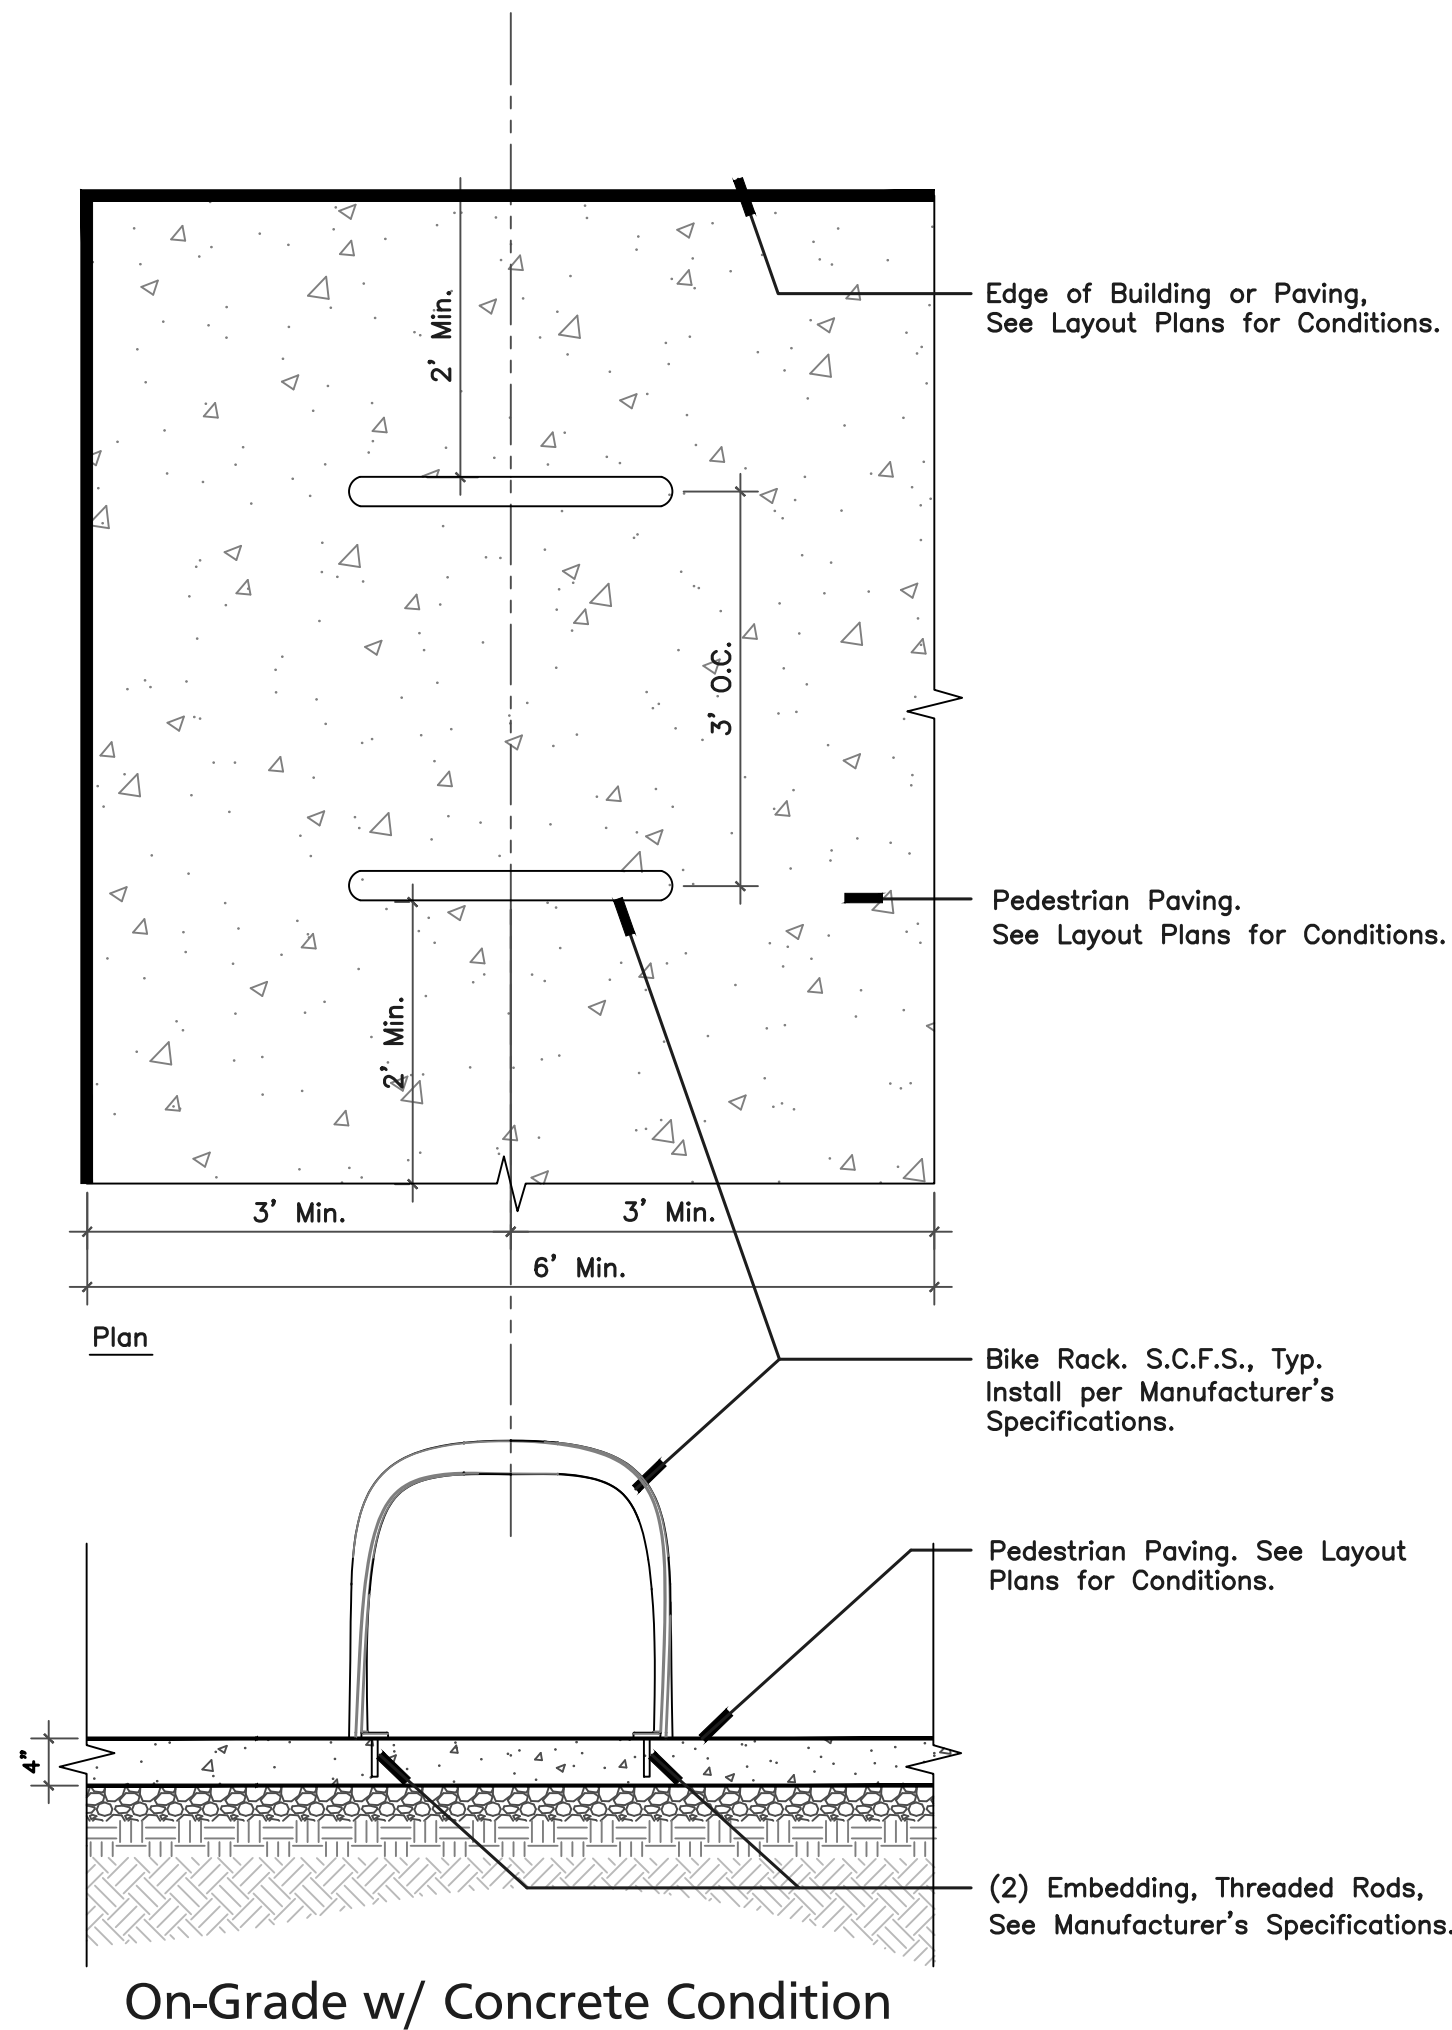 2' Min.
Edge of Building or Paving,
See Layout Plans for Conditions.
3' O.C.
Pedestrian Paving.
See Layout Plans for Conditions.
2' Min.
3' Min.
3' Min.
6' Min.
Plan
Bike Rack. S.C.F.S., Typ.
Install per Manufacturer's
Specifications.
Pedestrian Paving. See Layout
Plans for Conditions.
4"
(2) Embedding, Threaded Rods,
See Manufacturer's Specifications.
On-Grade w/ Concrete Condition